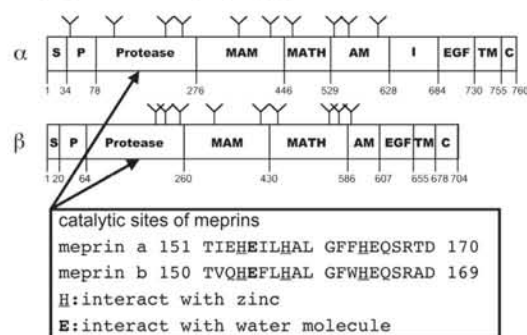 α S P Protease MAM MATH AM I EGF TM C
1 34 78 276 446 529 628 684 730 755 760
β S P Protease MAM MATH AM EGF TM C
1 20 64 260 430 586 607 655 678 704
catalytic sites of meprins
meprin a 151 TIEHEILHAL GFFHEQSRTD 170
meprin b 150 TVQHEFLHAL GFWHEQSRAD 169
H:interact with zinc
E:interact with water molecule